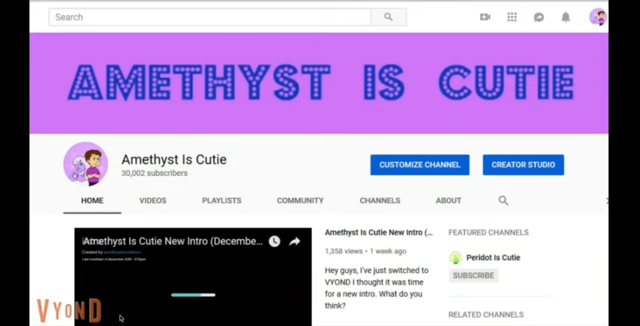 Search
AMETHYST IS CUTIE
Amethyst Is Cutie
30,002 subscribers
CUSTOMIZE CHANNEL
CREATOR STUDIO
HOME
VIDEOS
PLAYLISTS
COMMUNITY
CHANNELS
ABOUT
Amethyst Is Cutie New Intro (Decembe...
Created by
VYOND
Amethyst Is Cutie New Intro (...
1,358 views • 1 week ago
Hey guys, I've just switched to
VYOND I thought it was time
for a new intro. What do you
think?
FEATURED CHANNELS
Peridot Is Cutie
SUBSCRIBE
RELATED CHANNELS